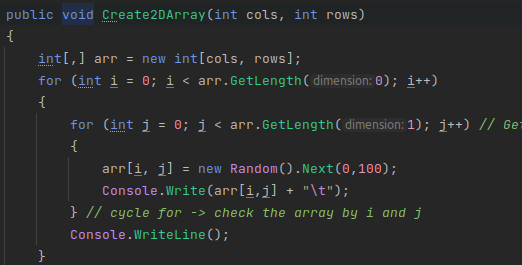 public void Create2DArray(int cols, int rows)
{
int[,] arr = new int[cols, rows];
for (int i = 0; i < arr.GetLength(dimension: 0); i++)
{
for (int j = 0; j < arr.GetLength(dimension: 1); j++) // Get
{
arr[i, j] = new Random().Next(0,100);
Console.Write(arr[i,j] + "\t");
} // cycle for -> check the array by i and j
Console.WriteLine();
}